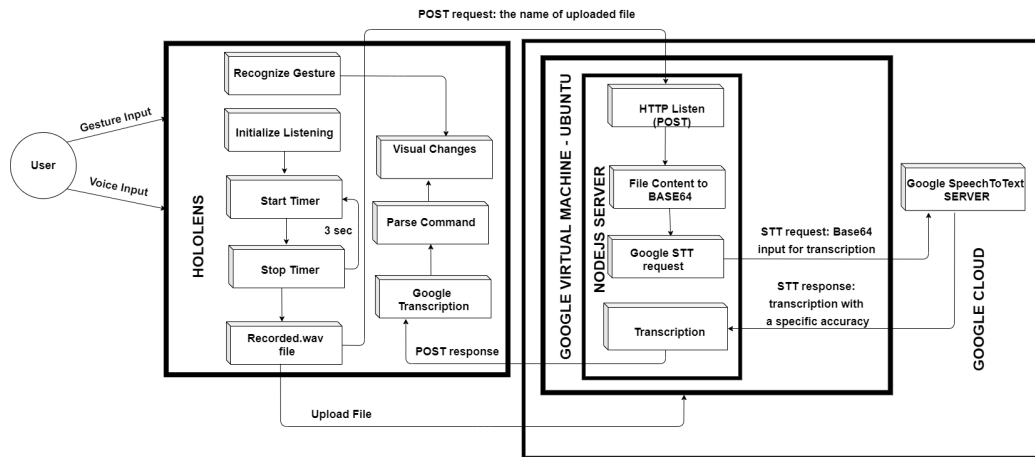 POST request: the name of uploaded file
Recognize Gesture
HTTP Listen
(POST)
Gesture Input
Initialize Listening
Visual Changes
User
Voice Input
File Content to
BASE64
Google SpeechToText
SERVER
Start Timer
Parse Command
3 sec
STT request: Base64
input for transcription
Google STT
request
Stop Timer
STT response:
transcription with
a specific accuracy
Google
Transcription
Transcription
Recorded.wav
file
POST response
Upload File
HOLOLENS
GOOGLE VIRTUAL MACHINE - UBUNTU
NODEJS SERVER
GOOGLE CLOUD